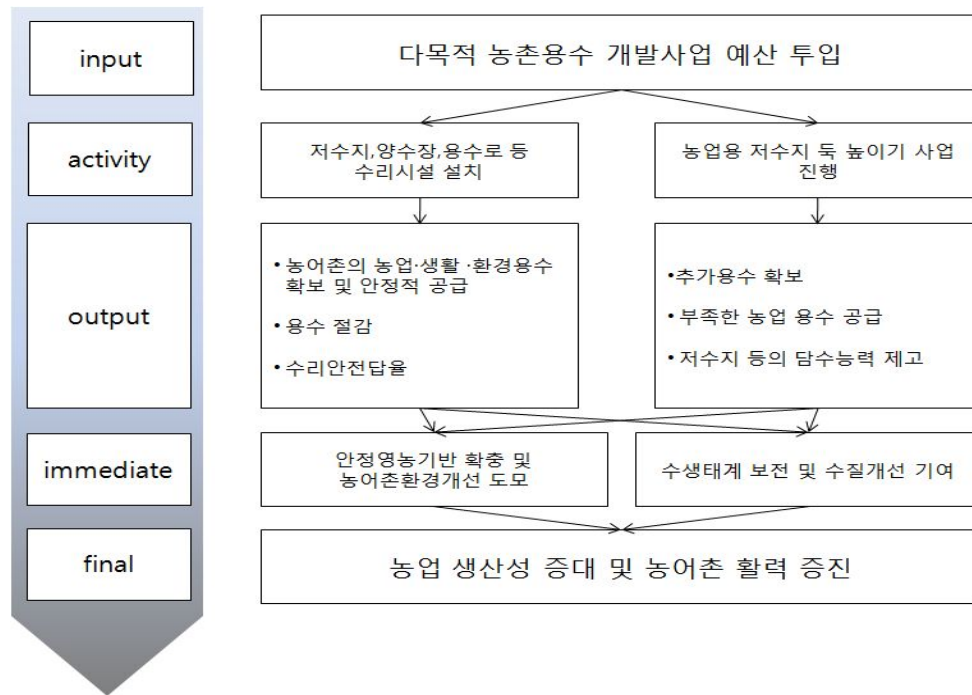 input
다목적 농촌용수 개발사업 예산 투입
activity
저수지,양수장,용수로 등
수리시설 설치
농업용 저수지 둑 높이기 사업
진행
output
•농어촌의 농업·생활 ·환경용수
확보 및 안정적 공급
•용수 절감
•수리안전답율
•추가용수 확보
•부족한 농업 용수 공급
•저수지 등의 담수능력 제고
immediate
안정영농기반 확충 및
농어촌환경개선 도모
수생태계 보전 및 수질개선 기여
final
농업 생산성 증대 및 농어촌 활력 증진